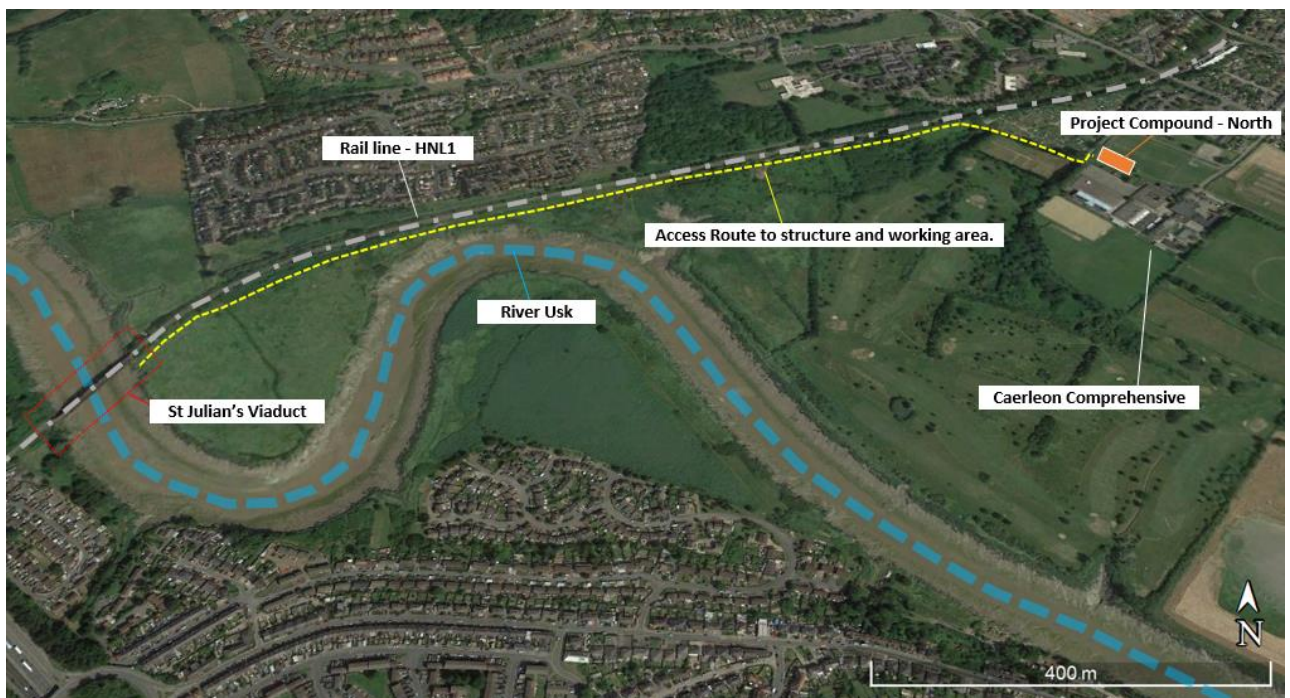 Project Compound - North
Rail line - HNL1
Access Route to structure and working area.
River Usk
Caerleon Comprehensive
St Julian's Viaduct
N
400 m